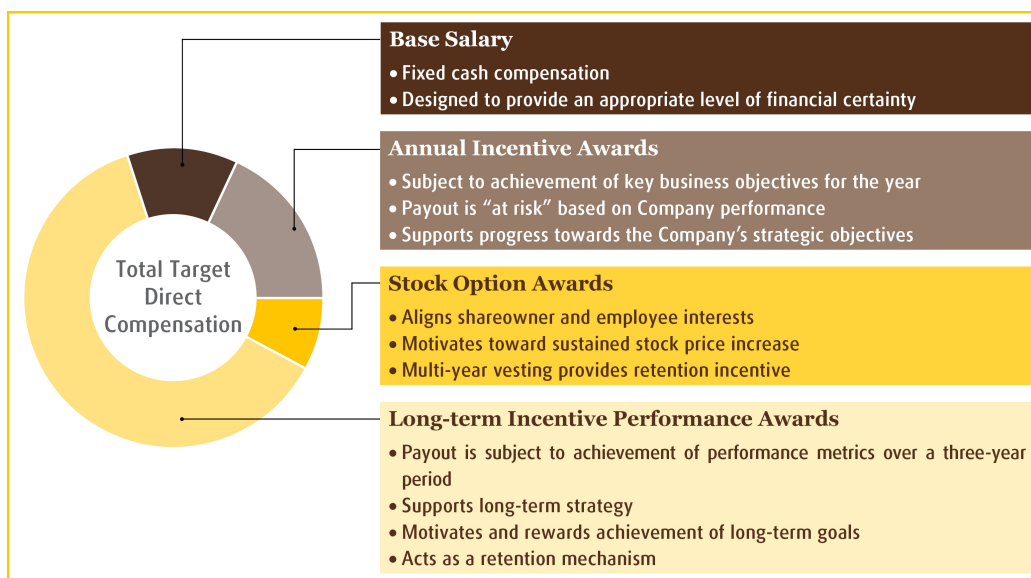 Total Target
Direct
Compensation
Base Salary
• Fixed cash compensation
• Designed to provide an appropriate level of financial certainty
Annual Incentive Awards
• Subject to achievement of key business objectives for the year
• Payout is “at risk” based on Company performance
• Supports progress towards the Company’s strategic objectives
Stock Option Awards
• Aligns shareowner and employee interests
• Motivates toward sustained stock price increase
• Multi-year vesting provides retention incentive
Long-term Incentive Performance Awards
• Payout is subject to achievement of performance metrics over a three-year
period
• Supports long-term strategy
• Motivates and rewards achievement of long-term goals
• Acts as a retention mechanism